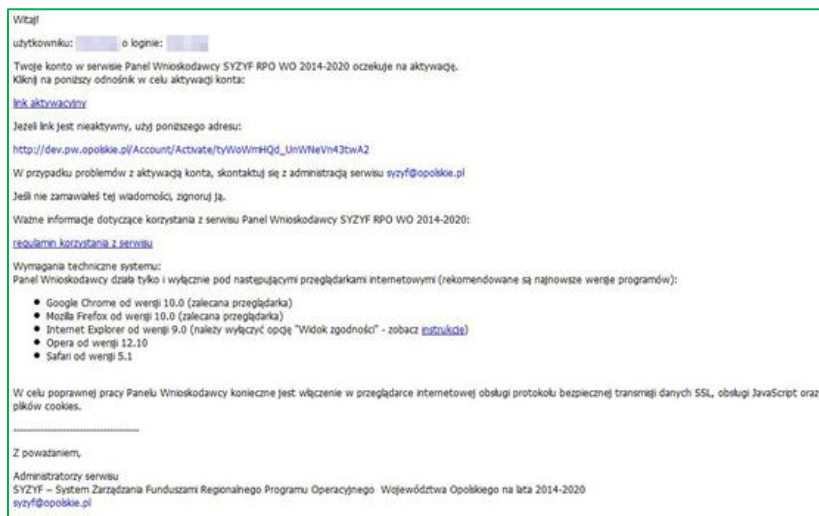 Witaj!
użytkowniku: o loginie:
Twoje konto w serwisie Panel Wnioskodawcy SYZYF RPO WO 2014-2020 oczekuje na aktywację.
Kliknij na poniższy odnośnik w celu aktywacji konta:
link aktywacyjny
Jeżeli link jest nieaktywny, użyj poniższego adresu:
http://dev.pw.opolskie.pl/Account/Activate/tyWoWmHQd_UnWNeVn43twA2
W przypadku problemów z aktywacją konta, skontaktuj się z administracją serwisu syzyf@opolskie.pl
Jeśli nie zamawiałeś tej wiadomości, zignoruj ją.
Ważne informacje dotyczące korzystania z serwisu Panel Wnioskodawcy SYZYF RPO WO 2014-2020:
regulamin korzystania z serwisu
Wymagania techniczne systemu:
Panel Wnioskodawcy działa tylko i wyłącznie pod następującymi przeglądarkami internetowymi (rekomendowane są najnowsze wersje programów):
● Google Chrome od wersji 10.0 (zalecana przeglądarka)
● Mozilla Firefox od wersji 10.0 (zalecana przeglądarka)
● Internet Explorer od wersji 9.0 (należy wyłączyć opcję "Widok zgodności" - zobacz instrukcję)
● Opera od wersji 12.10
● Safari od wersji 5.1
W celu poprawnej pracy Panelu Wnioskodawcy konieczne jest włączenie w przeglądarce internetowej obsługi protokołu bezpiecznej transmisji danych SSL, obsługi JavaScript oraz
plików cookies.
------------------------------------
Z poważaniem,
Administratorzy serwisu
SYZYF – System Zarządzania Funduszami Regionalnego Programu Operacyjnego Województwa Opolskiego na lata 2014-2020
syzyf@opolskie.pl